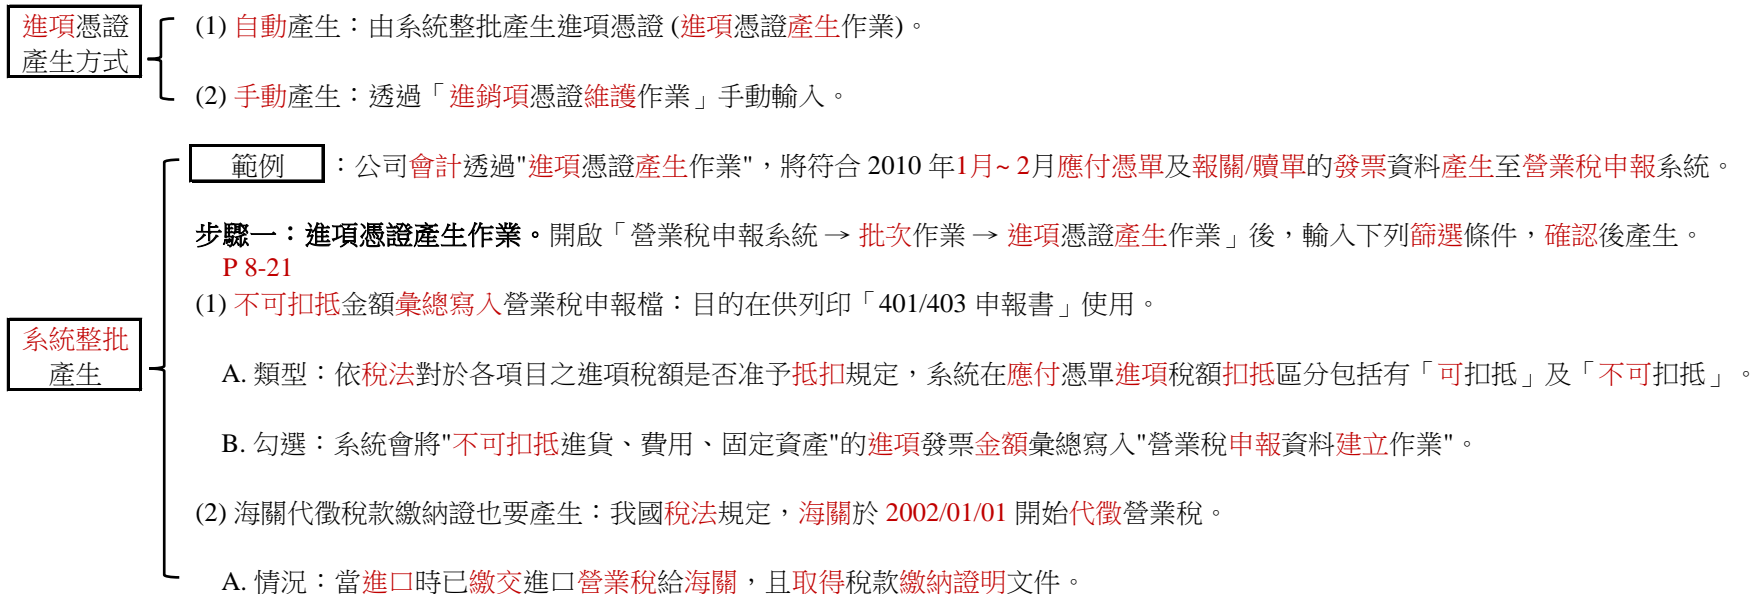 進項憑證
產生方式
(1) 自動產生：由系統整批產生進項憑證 (進項憑證產生作業)。
(2) 手動產生：透過「進銷項憑證維護作業」手動輸入。
範例：公司會計透過"進項憑證產生作業"，將符合 2010 年1月~ 2月應付憑單及報關/贖單的發票資料產生至營業稅申報系統。
步驟一：進項憑證產生作業。開啟「營業稅申報系統 → 批次作業 → 進項憑證產生作業」後，輸入下列篩選條件，確認後產生。
P 8-21
(1) 不可扣抵金額彙總寫入營業稅申報檔：目的在供列印「401/403 申報書」使用。
系統整批
產生
A. 類型：依稅法對於各項目之進項稅額是否准予抵扣規定，系統在應付憑單進項稅額扣抵區分包括有「可扣抵」及「不可扣抵」。
B. 勾選：系統會將"不可扣抵進貨、費用、固定資產"的進項發票金額彙總寫入"營業稅申報資料建立作業"。
(2) 海關代徵稅款繳納證也要產生：我國稅法規定，海關於 2002/01/01 開始代徵營業稅。
A. 情況：當進口時已繳交進口營業稅給海關，且取得稅款繳納證明文件。